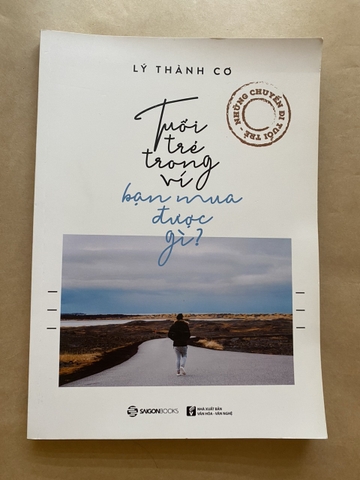 LÝ THÀNH CƠ
NHỮNG CHUYẾN ĐI TUỔI TRẺ -
Tuổi
trẻ
trong
ví
bạn mua
được
gì?
SAIGONBOOKS
NHÀ XUẤT BẢN
VĂN HÓA - VĂN NGHỆ